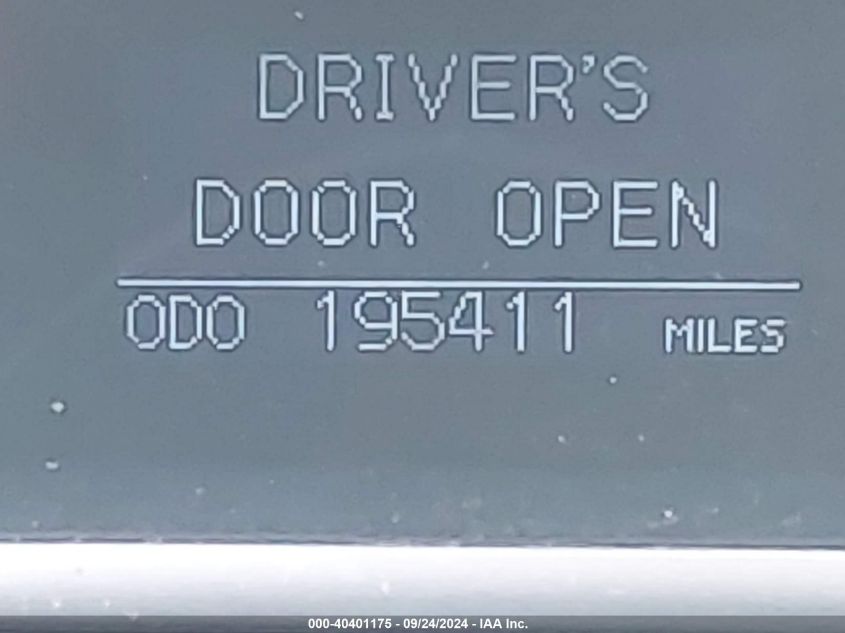 DRIVER'S
DOOR OPEN
ODO 195411 MILES
000-40401175 - 09/24/2024 - IAA Inc.